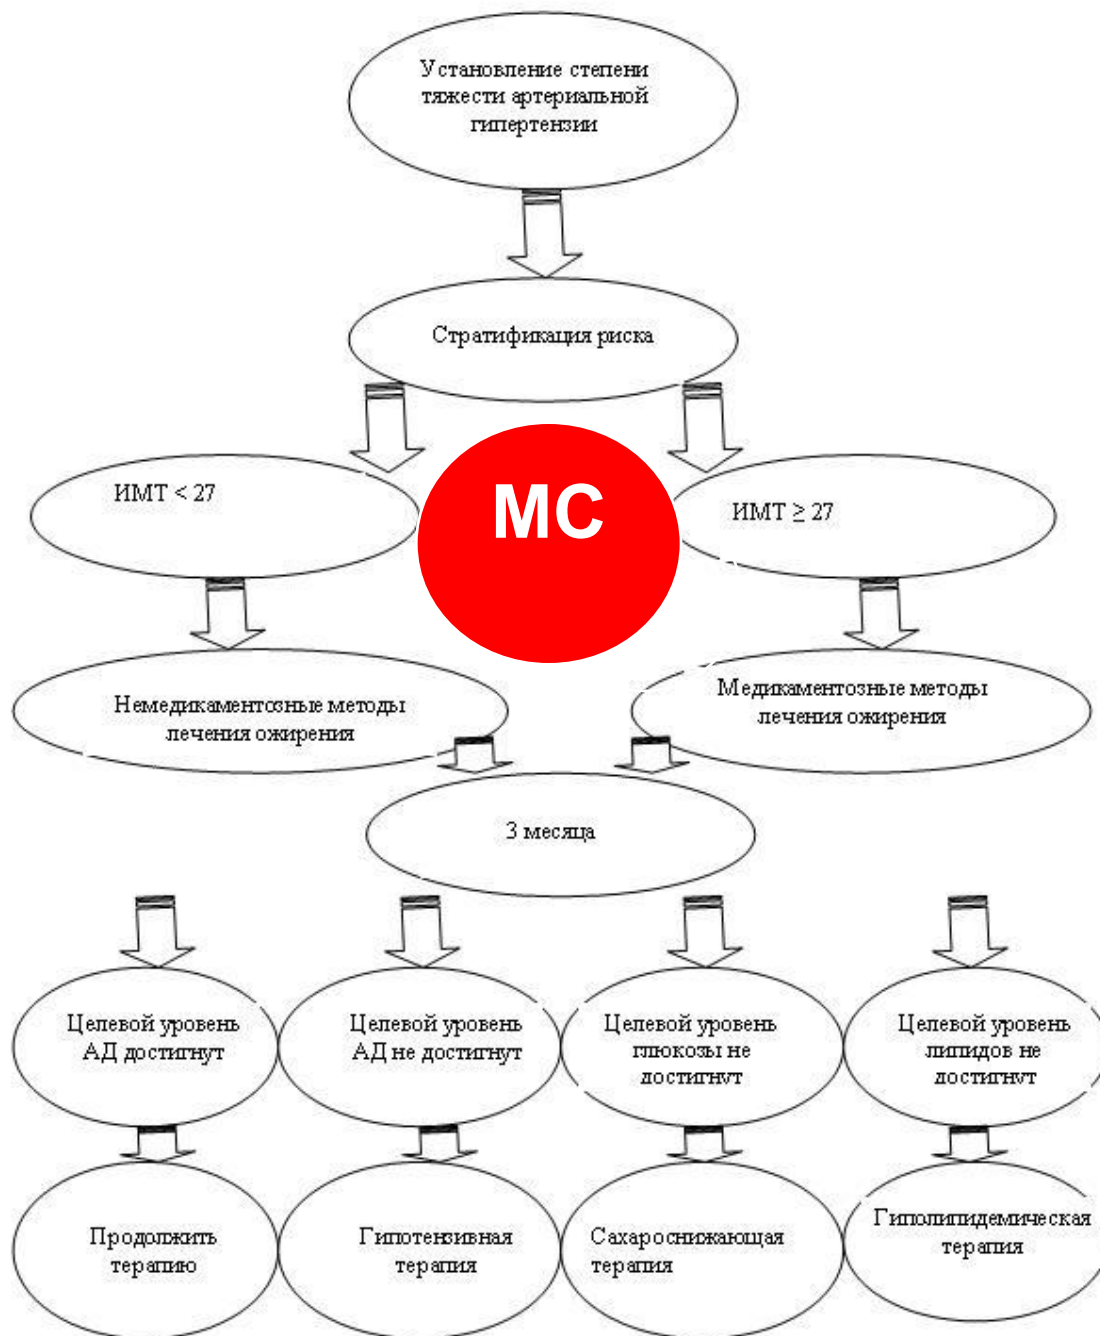 Установление степени
тяжести артериальной
гипертензии
Стратификация риска
ИМТ < 27
МС
ИМТ ≥ 27
Немедикаментозные методы
лечения ожирения
Медикаментозные методы
лечения ожирения
3 месяца
Целевой уровень
АД достигнут
Целевой уровень
АД не достигнут
Целевой уровень
глюкозы не
достигнут
Целевой уровень
липидов не
достигнут
Продолжить
терапию
Гипотензивная
терапия
Сахароснижающая
терапия
Гиполипидемическая
терапия